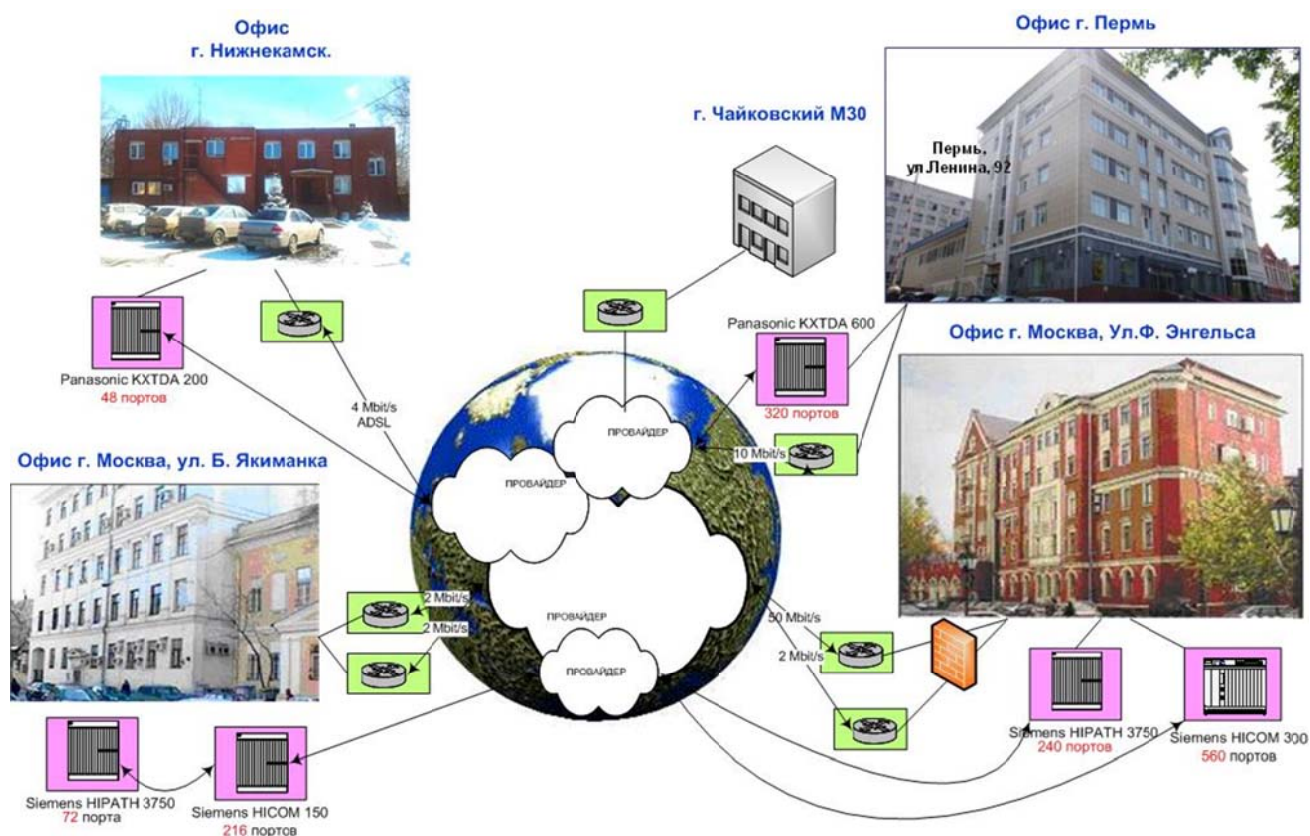 Офис
г. Нижнекамск.
Офис г. Пермь
г. Чайковский М30
Пермь,
ул.Ленина, 92
Panasonic KXTDA 600
320 портов
Офис г. Москва, Ул.Ф. Энгельса
Panasonic KXTDA 200
48 портов
4 Mbit/s
ADSL
ПРОВАЙДЕР
10 Mbit/s
Офис г. Москва, ул. Б. Якиманка
ПРОВАЙДЕР
2 Mbit/s
2 Mbit/s
ПРОВАЙДЕР
50 Mbit/s
2 Mbit/s
ПРОВАЙДЕР
Siemens HIPATH 3750
240 портов
Siemens HICOM 300
560 портов
Siemens HIPATH 3750
72 порта
Siemens HICOM 150
216 портов